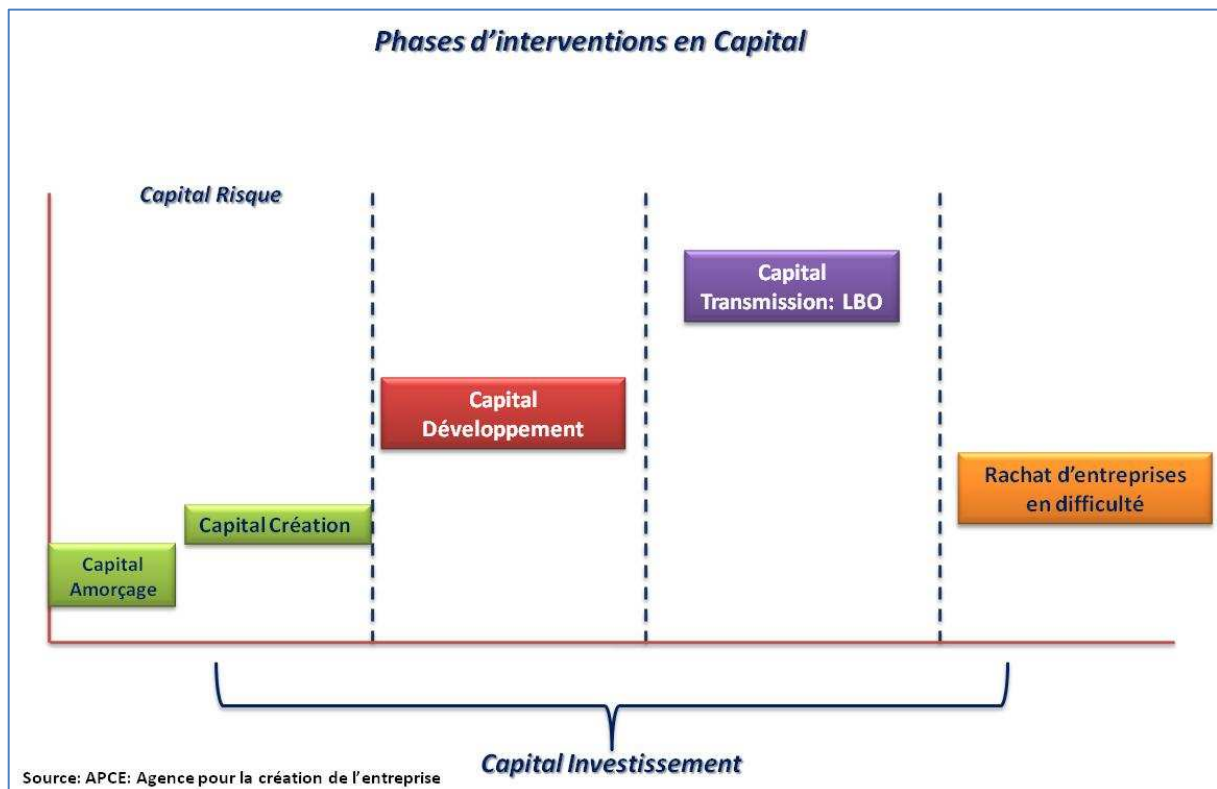 Phases d’interventions en Capital
Capital Risque
Capital
Transmission: LBO
Capital
Développement
Rachat d’entreprises
en difficulté
Capital Création
Capital
Amorçage
Capital Investissement
Source: APCE: Agence pour la création de l’entreprise